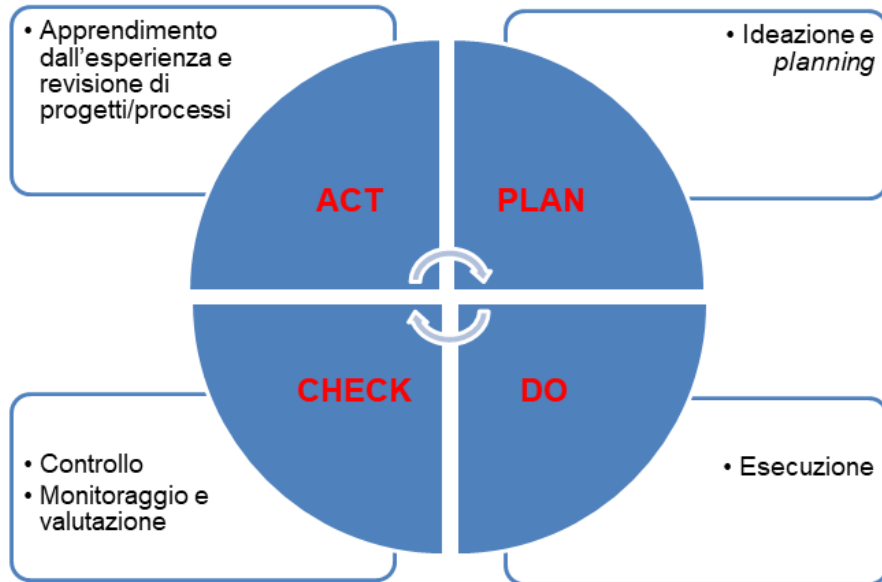 • Apprendimento
dall'esperienza e
revisione di
progetti/processi
• Ideazione e
planning
ACT
PLAN
CHECK
DO
• Controllo
• Monitoraggio e
valutazione
• Esecuzione